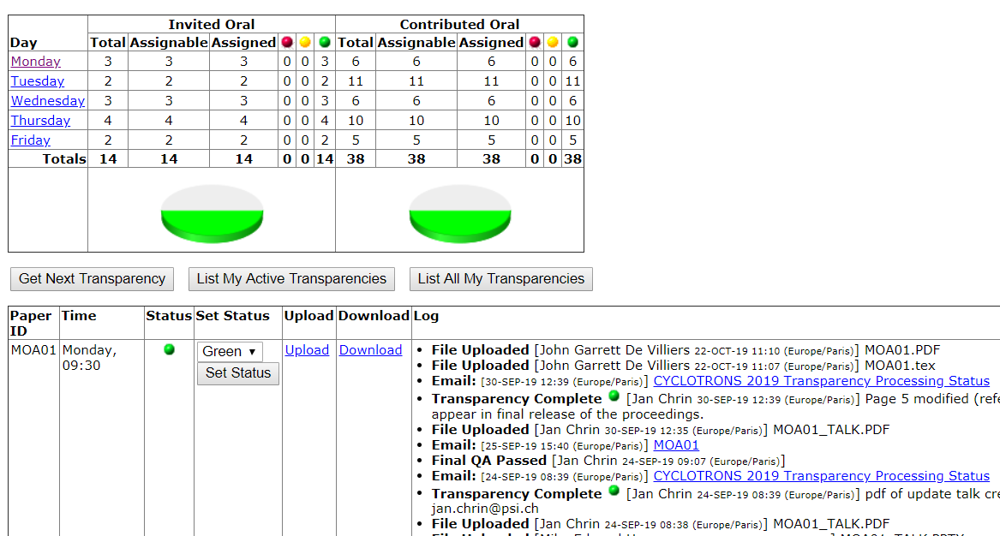 Invited Oral Contributed Oral
Day Total Assignable Assigned Total Assignable Assigned
Monday 3 3 3 0 0 3 6 6 6 0 0 6
Tuesday 2 2 2 0 0 2 11 11 11 0 0 11
Wednesday 3 3 3 0 0 3 6 6 6 0 0 6
Thursday 4 4 4 0 0 4 10 10 10 0 0 10
Friday 2 2 2 0 0 2 5 5 5 0 0 5
Totals 14 14 14 0 0 14 38 38 38 0 0 38
Get Next Transparency List My Active Transparencies List All My Transparencies
Paper ID Time Status Set Status Upload Download Log
MOA01 Monday, 09:30 Green ▼ Set Status Upload Download
• File Uploaded [John Garrett De Villiers 22-OCT-19 11:10 (Europe/Paris)] MOA01.PDF
• File Uploaded [John Garrett De Villiers 22-OCT-19 11:07 (Europe/Paris)] MOA01.tex
• Email: [30-SEP-19 12:39 (Europe/Paris)] CYCLOTRONS 2019 Transparency Processing Status
• Transparency Complete [Jan Chrin 30-SEP-19 12:39 (Europe/Paris)] Page 5 modified
appear in final release of the proceedings.
• File Uploaded [Jan Chrin 30-SEP-19 12:35 (Europe/Paris)] MOA01_TALK.PDF
• Email: [25-SEP-19 15:40 (Europe/Paris)] MOA01
• Final QA Passed [Jan Chrin 24-SEP-19 09:07 (Europe/Paris)]
• Email: [24-SEP-19 08:39 (Europe/Paris)] CYCLOTRONS 2019 Transparency Processing Status
• Transparency Complete [Jan Chrin 24-SEP-19 08:39 (Europe/Paris)] pdf of update talk
jan.chrin@psi.ch
• File Uploaded [Jan Chrin 24-SEP-19 08:38 (Europe/Paris)] MOA01_TALK.PDF